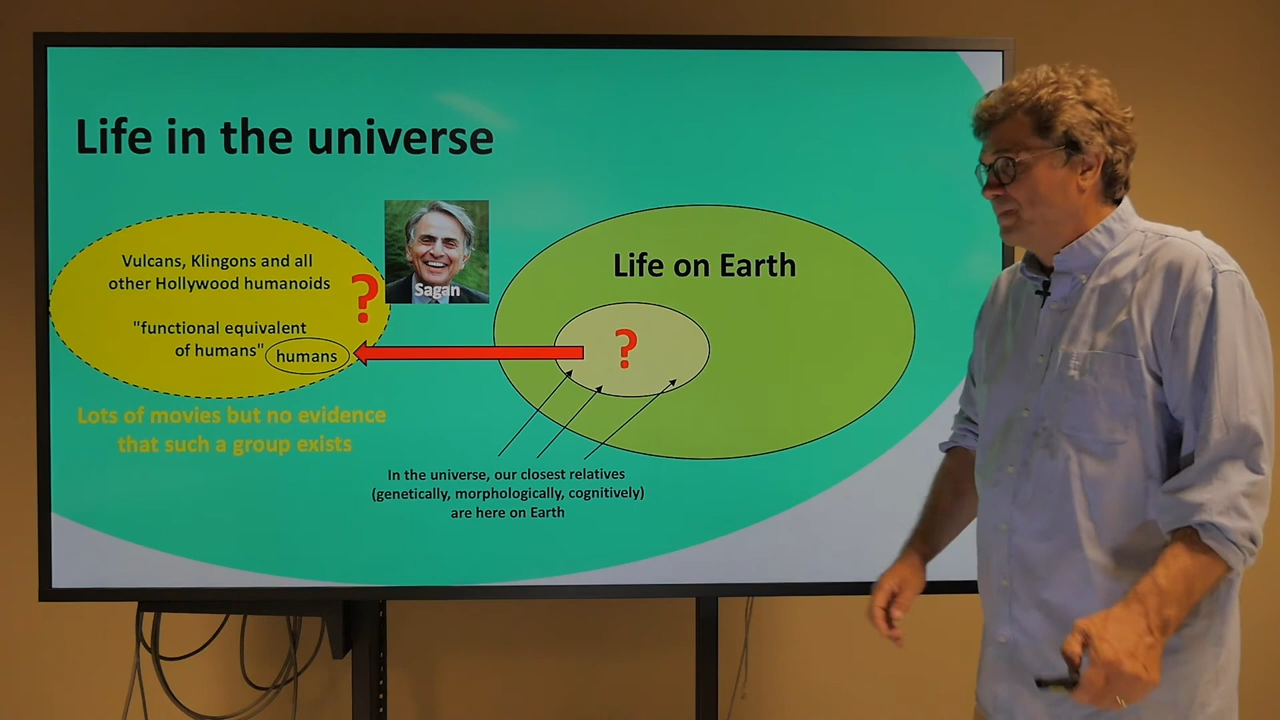 Life in the universe
Vulcans, Klingons and all
other Hollywood humanoids
?
"functional equivalent
of humans"
humans
Lots of movies but no evidence
that such a group exists
Sagan
Life on Earth
?
In the universe, our closest relatives
(genetically, morphologically, cognitively)
are here on Earth